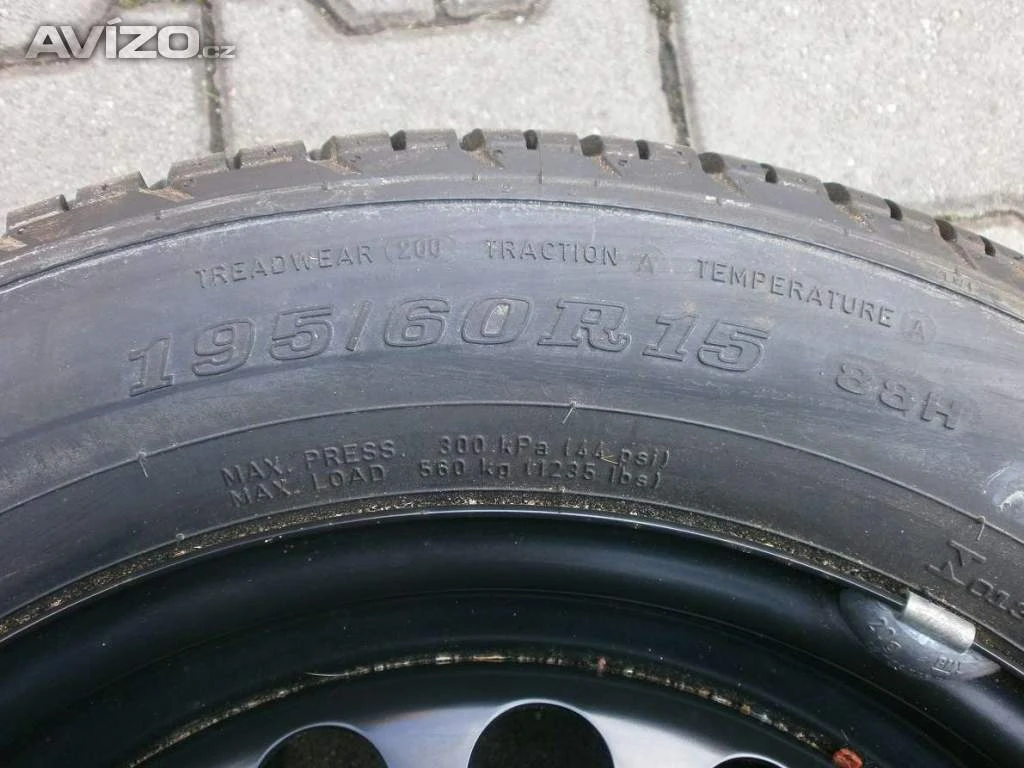 AVÍZO.cz
TREADWEAR 200 TRACTION A TEMPERATURE A
195/60R15 88H
MAX. PRESS. 300 kPa (44 psi)
MAX. LOAD 560 kg (1235 lbs)